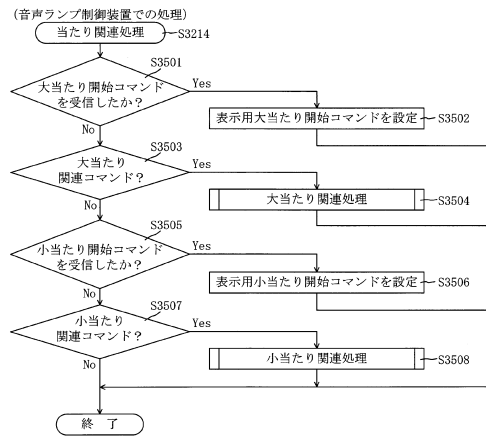 (音声ランプ制御装置での処理)
当たり関連処理
S3214
S3501
大当たり開始コマンド
を受信したか？
Yes
表示用大当たり開始コマンドを設定
S3502
No
S3503
大当たり
関連コマンド？
Yes
大当たり関連処理
S3504
No
S3505
小当たり開始コマンド
を受信したか？
Yes
表示用小当たり開始コマンドを設定
S3506
No
S3507
小当たり
関連コマンド？
Yes
小当たり関連処理
S3508
No
終 了